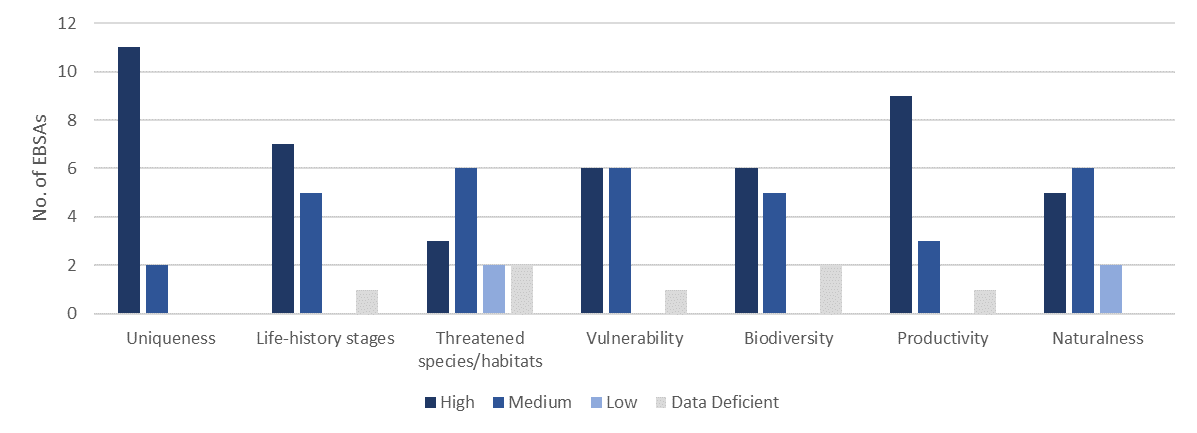 12
10
8
6
4
2
0
No. of EBSAs
Uniqueness
Life-history stages
Threatened
species/habitats
Vulnerability
Biodiversity
Productivity
Naturalness
High Medium Low Data Deficient